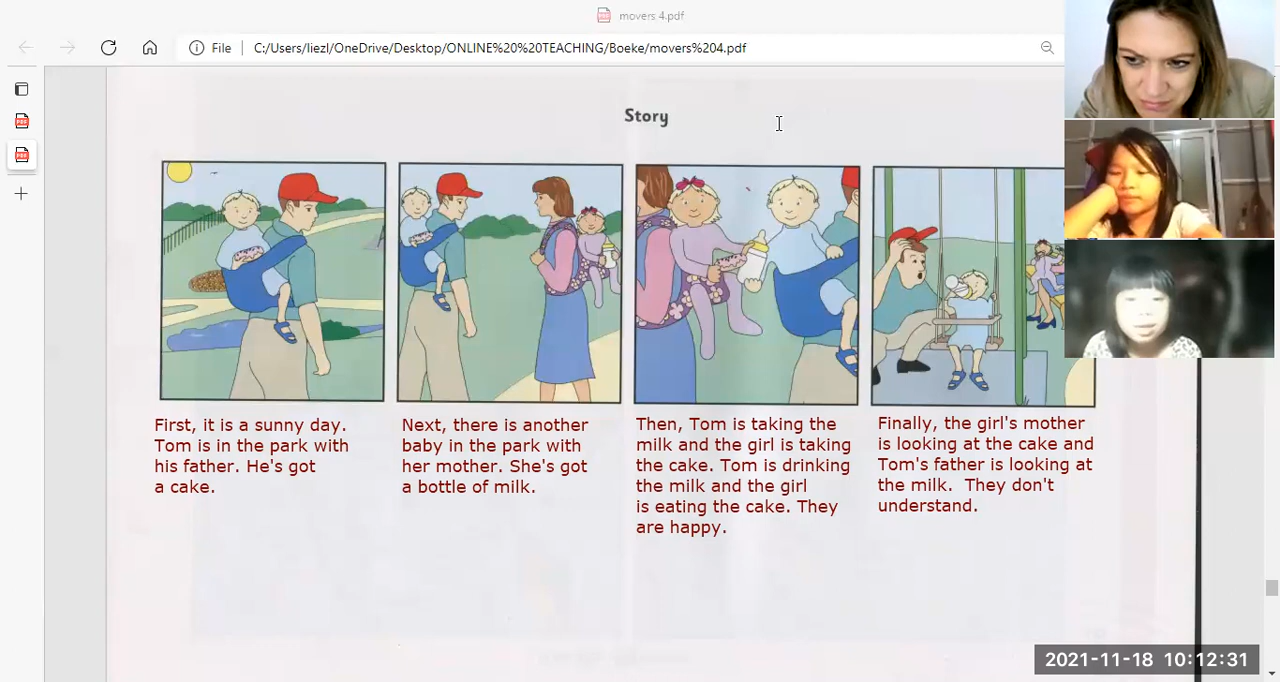 movers 4.pdf
File
C:/Users/liezl/OneDrive/Desktop/ONLINE%20%20TEACHING/Boeke/movers%204.pdf
Story
First, it is a sunny day.
Tom is in the park with
his father. He's got
a cake.
Next, there is another
baby in the park with
her mother. She's got
a bottle of milk.
Then, Tom is taking the
milk and the girl is taking
the cake. Tom is drinking
the milk and the girl
is eating the cake. They
are happy.
Finally, the girl's mother
is looking at the cake and
Tom's father is looking at
the milk.  They don't
understand.
2021-11-18 10:12:31